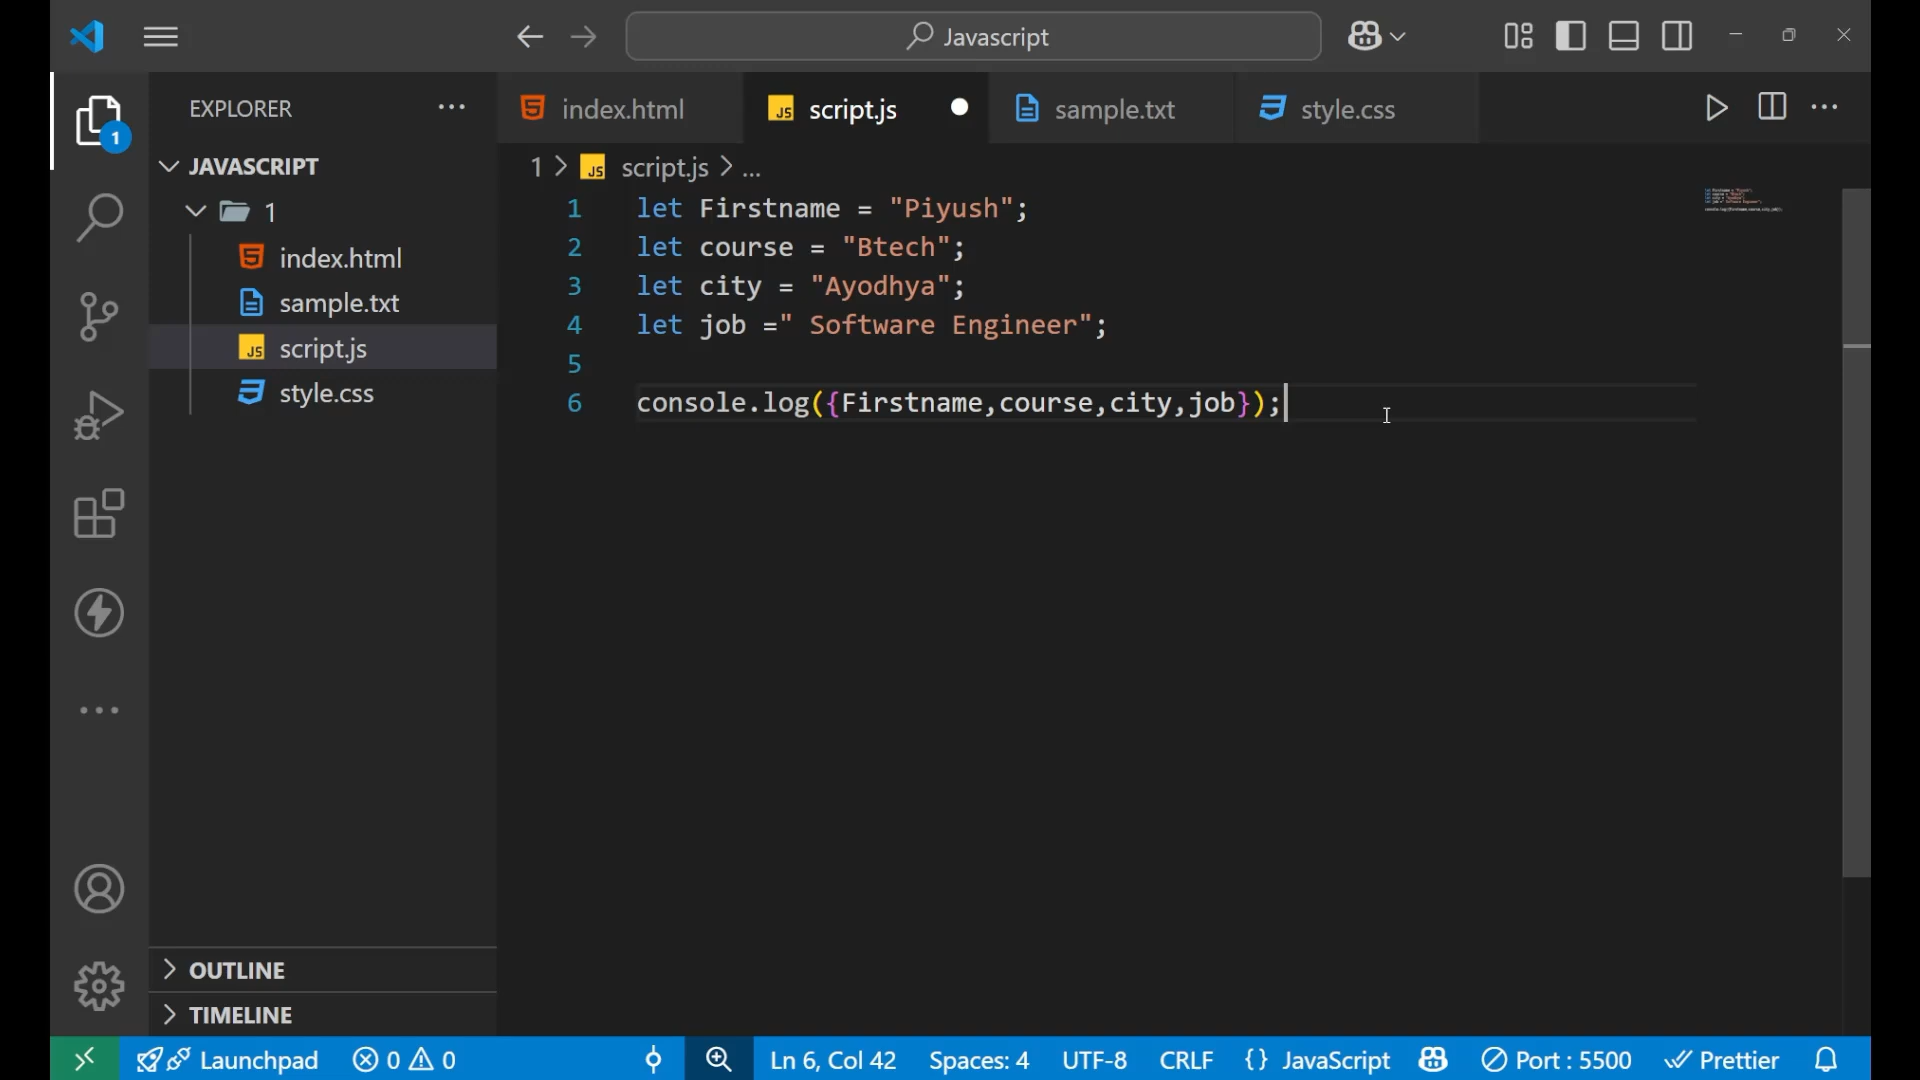 Javascript
EXPLORER
index.html
script.js
sample.txt
style.css
JAVASCRIPT
1
index.html
sample.txt
script.js
style.css
1
1 > script.js > ...
1 let Firstname = "Piyush";
2 let course = "Btech";
3 let city = "Ayodhya";
4 let job =" Software Engineer";
5
6 console.log({Firstname,course,city,job});
OUTLINE
TIMELINE
Launchpad 0 0 Ln 6, Col 42 Spaces: 4 UTF-8 CRLF {} JavaScript Port : 5500 Prettier